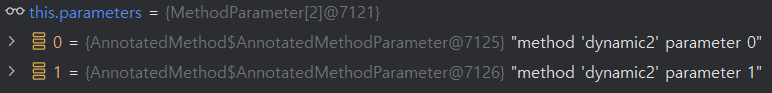 this.parameters = {MethodParameter[2]@7121}
0 = {AnnotatedMethod$AnnotatedMethodParameter@7125} "method 'dynamic2' parameter 0"
1 = {AnnotatedMethod$AnnotatedMethodParameter@7126} "method 'dynamic2' parameter 1"